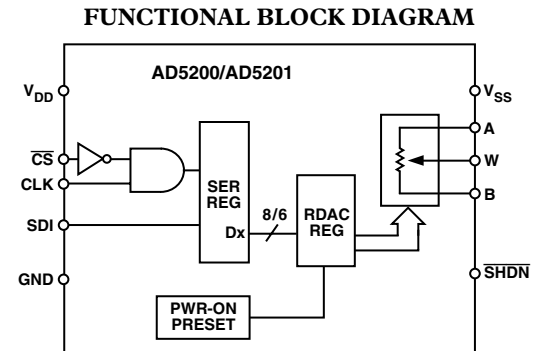 FUNCTIONAL BLOCK DIAGRAM
AD5200/AD5201
VDD
VSS
A
CS
W
CLK
SER
REG
B
8/6
RDAC
REG
SDI
Dx
GND
SHDN
PWR-ON
PRESET